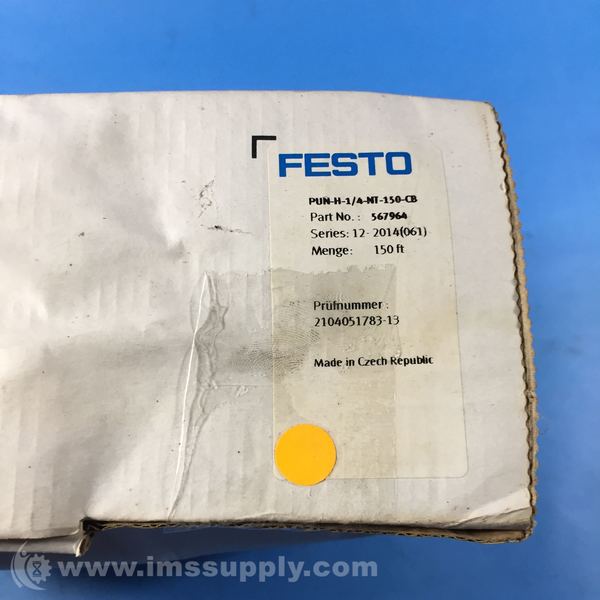 FESTO
PUN-H-1/4-NT-150-CB
Part No. : 567964
Series: 12- 2014(061)
Menge: 150 ft
Prüfnummer :
2104051783-13
Made in Czech Republic
www.imssupply.com